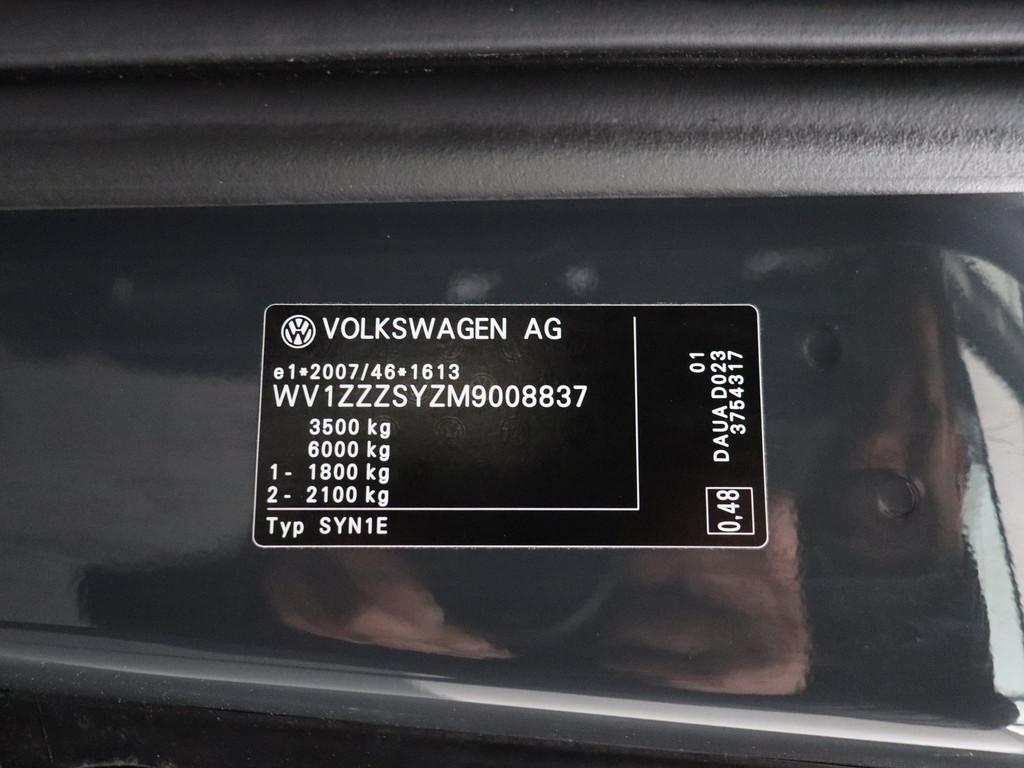 VOLKSWAGEN AG
e1*2007/46*1613
WV1ZZZSYZM9008837
3500 kg
6000 kg
1- 1800 kg
2- 2100 kg
Typ SYN1E
01
DAUA D023
3754317
0,48